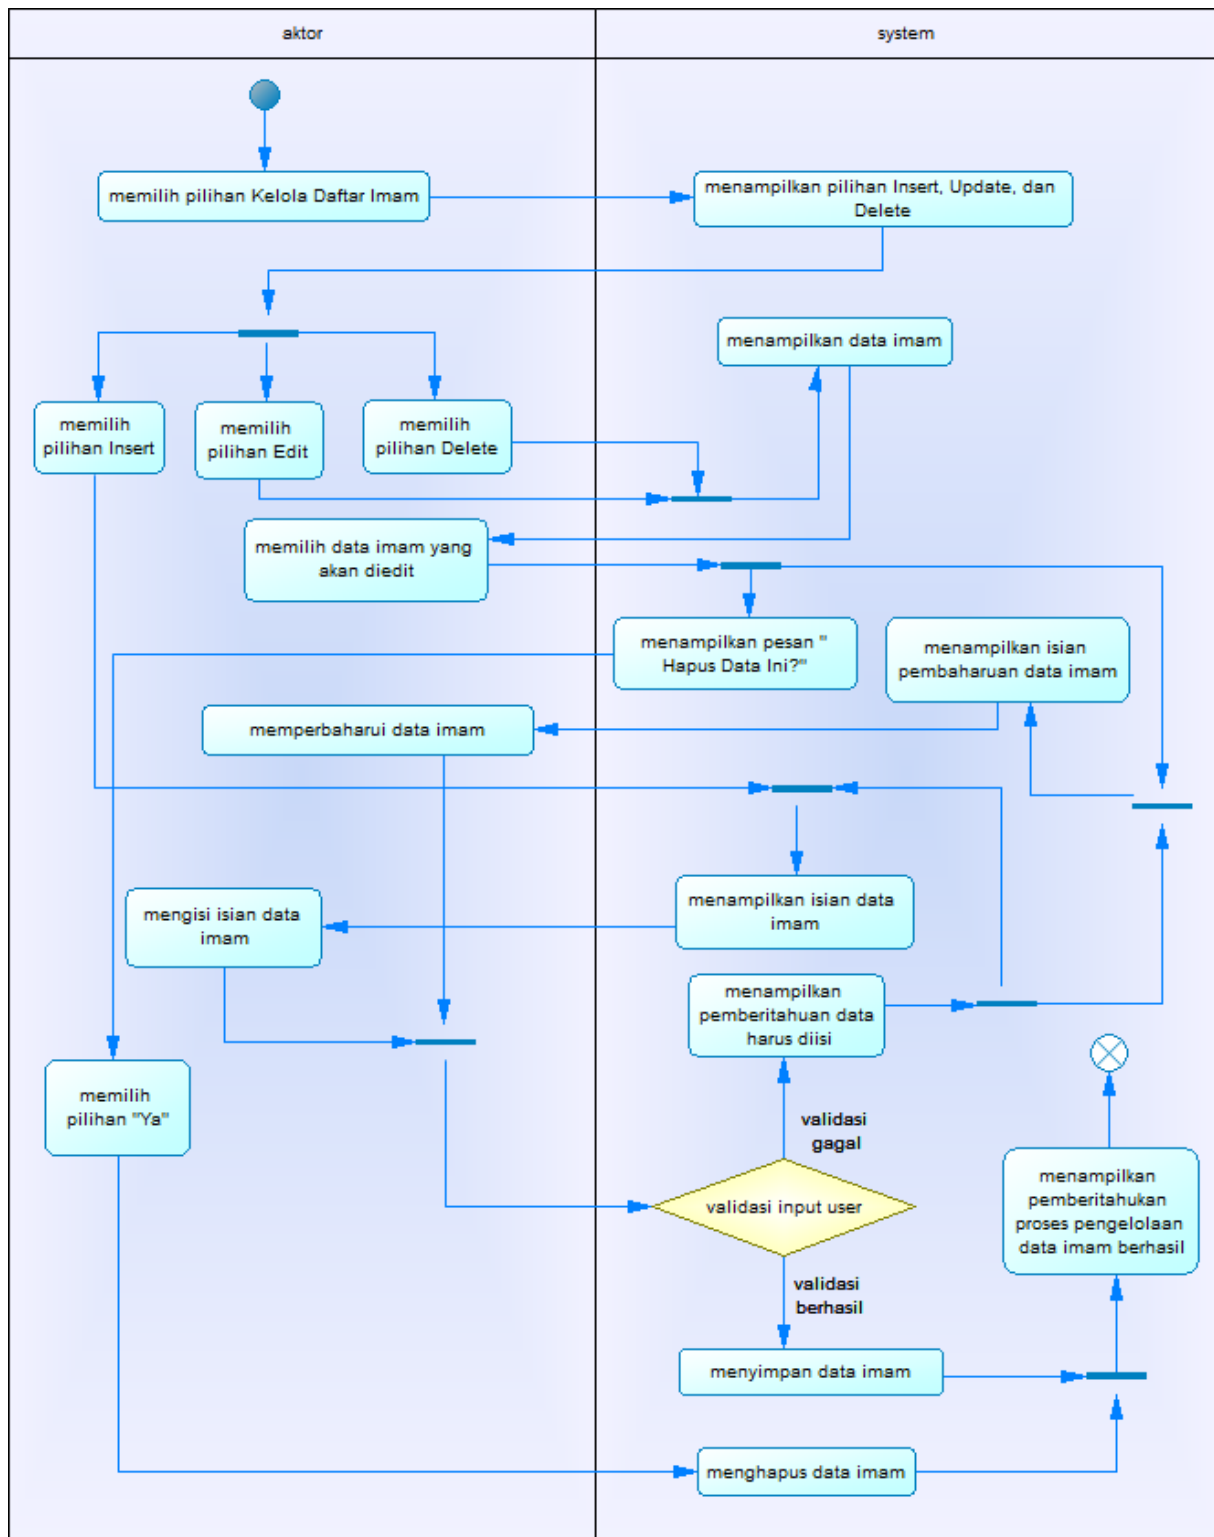 aktor
system
memilih pilihan Kelola Daftar Imam
menampilkan pilihan Insert, Update, dan
Delete
menampilkan data imam
memilih
pilihan Insert
memilih
pilihan Edit
memilih
pilihan Delete
memilih data imam yang
akan diedit
menampilkan pesan "
Hapus Data Ini?"
menampilkan isian
pembaharuan data imam
memperbaharui data imam
menampilkan isian data
imam
mengisi isian data
imam
menampilkan
pemberitahuan data
harus diisi
memilih
pilihan "Ya"
validasi
gagal
validasi input user
menampilkan
pemberitahukan
proses pengelolaan
data imam berhasil
validasi
berhasil
menyimpan data imam
menghapus data imam